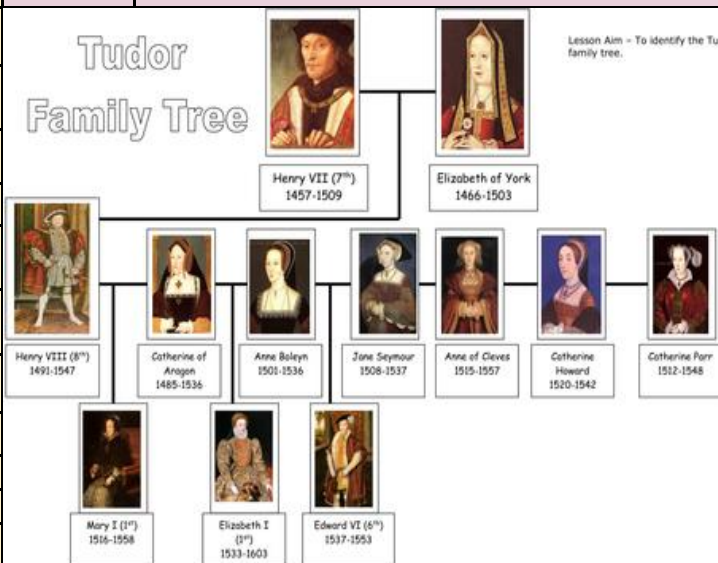 Tudor
Family Tree
Lesson Aim – To identify the Tu
family tree.
Henry VII (7th)
1457-1509
Elizabeth of York
1466-1503
Henry VIII (8th)
1491-1547
Catherine of
Aragon
1485-1536
Anne Boleyn
1501-1536
Jane Seymour
1508-1537
Anne of Cleves
1515-1557
Catherine
Howard
1520-1542
Catherine Parr
1512-1548
Mary I (1st)
1516-1558
Elizabeth I
(1st)
1533-1603
Edward VI (6th)
1537-1553